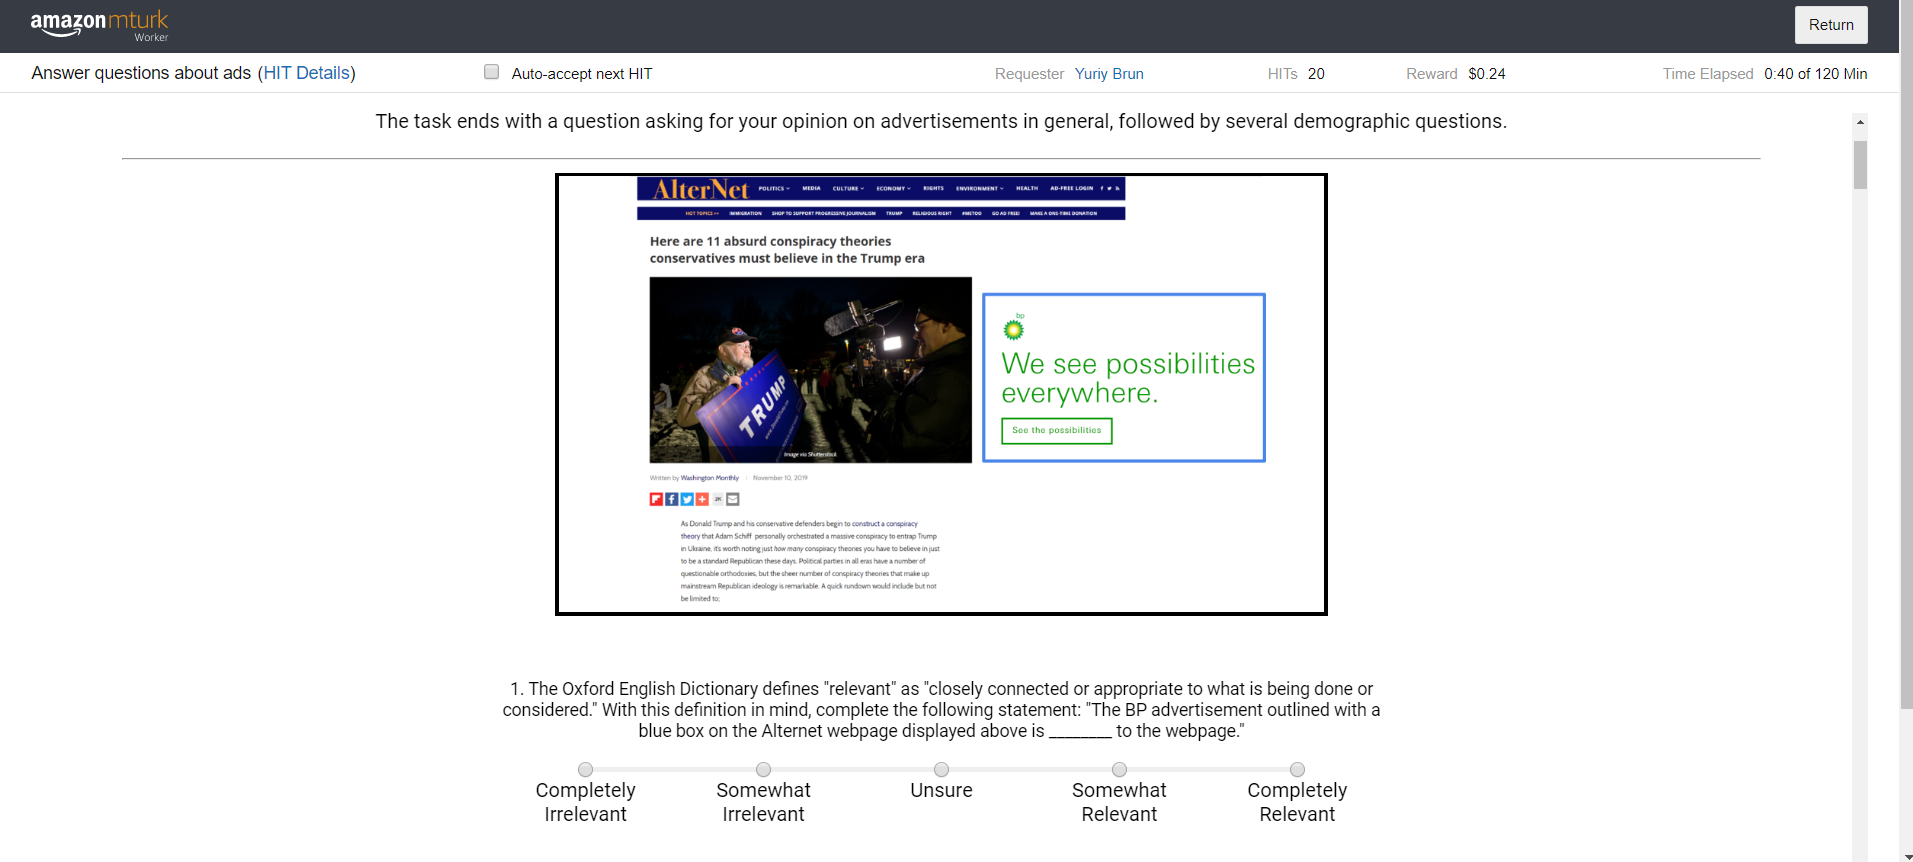 amazonmturk
Worker
Return
Answer questions about ads (HIT Details)
Auto-accept next HIT
Requester Yuriy Brun
HITs 20
Reward $0.24
Time Elapsed 0:40 of 120 Min
The task ends with a question asking for your opinion on advertisements in general, followed by several demographic questions.
AlterNet
POLITICS MEDIA CULTURE ECONOMY RIGHTS ENVIRONMENT HEALTH AD-FREE LOGIN
HOT TOPICS >> IMMIGRATION SHOP TO SUPPORT PROGRESSIVE JOURNALISM TRUMP RELIGIOUS RIGHT #METOO GO AD FREE! MAKE A ONE-TIME DONATION
Here are 11 absurd conspiracy theories
conservatives must believe in the Trump era
TRUMP
Image via Shutterstock
bp
We see possibilities
everywhere.
See the possibilities
Written by Washington Monthly | November 10, 2019
2K
As Donald Trump and his conservative defenders begin to construct a conspiracy
theory that Adam Schiff personally orchestrated a massive conspiracy to entrap Trump
in Ukraine, it's worth noting just how many conspiracy theories you have to believe in just
to be a standard Republican these days. Political parties in all eras have a number of
questionable orthodoxies, but the sheer number of conspiracy theories that make up
mainstream Republican ideology is remarkable. A quick rundown would include but not
be limited to;
1. The Oxford English Dictionary defines "relevant" as "closely connected or appropriate to what is being done or
considered." With this definition in mind, complete the following statement: "The BP advertisement outlined with a
blue box on the Alternet webpage displayed above is ________ to the webpage."
Completely Irrelevant
Somewhat Irrelevant
Unsure
Somewhat Relevant
Completely Relevant